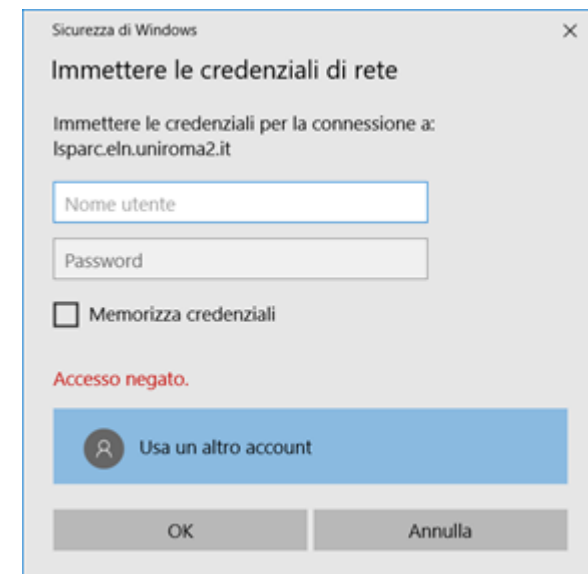 Sicurezza di Windows
Immettere le credenziali di rete
Immettere le credenziali per la connessione a:
lsparc.eln.uniroma2.it
Nome utente
Password
Memorizza credenziali
Accesso negato.
Usa un altro account
OK
Annulla